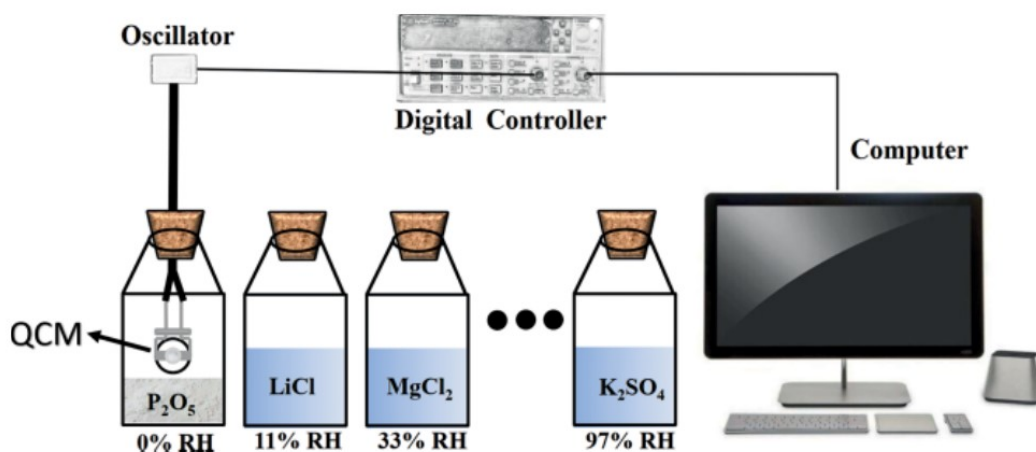 Oscillator
Digital Controller
Computer
QCM
P₂O₅
LiCl
MgCl₂
K₂SO₄
0% RH
11% RH
33% RH
97% RH